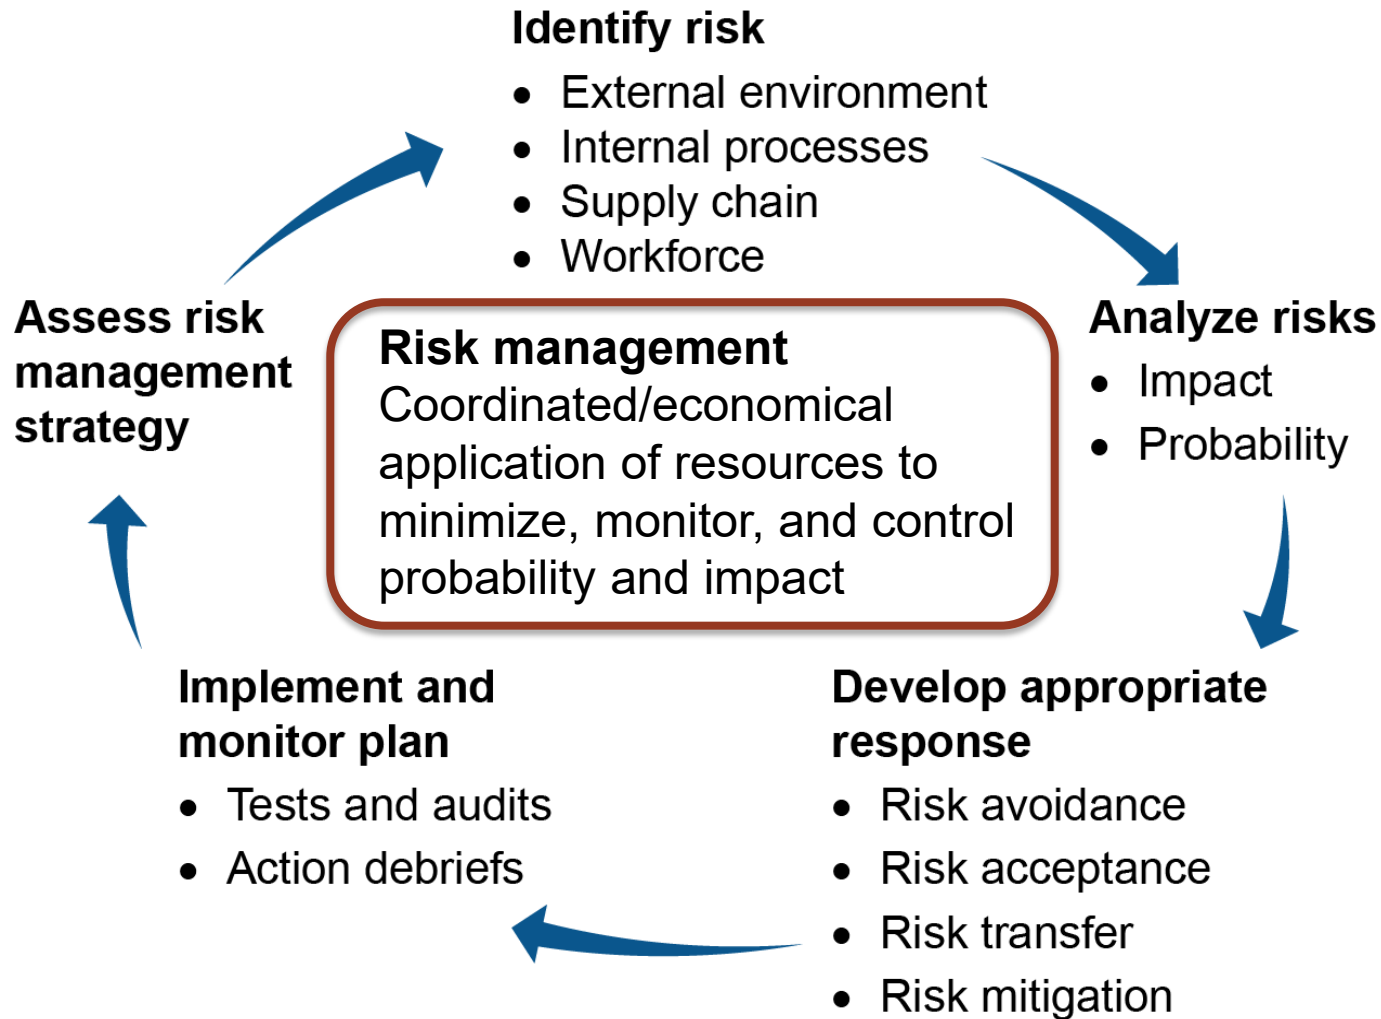 Identify risk
• External environment
• Internal processes
• Supply chain
• Workforce
Analyze risks
• Impact
• Probability
Develop appropriate
response
• Risk avoidance
• Risk acceptance
• Risk transfer
• Risk mitigation
Implement and
monitor plan
• Tests and audits
• Action debriefs
Assess risk
management
strategy
Risk management
Coordinated/economical
application of resources to
minimize, monitor, and control
probability and impact